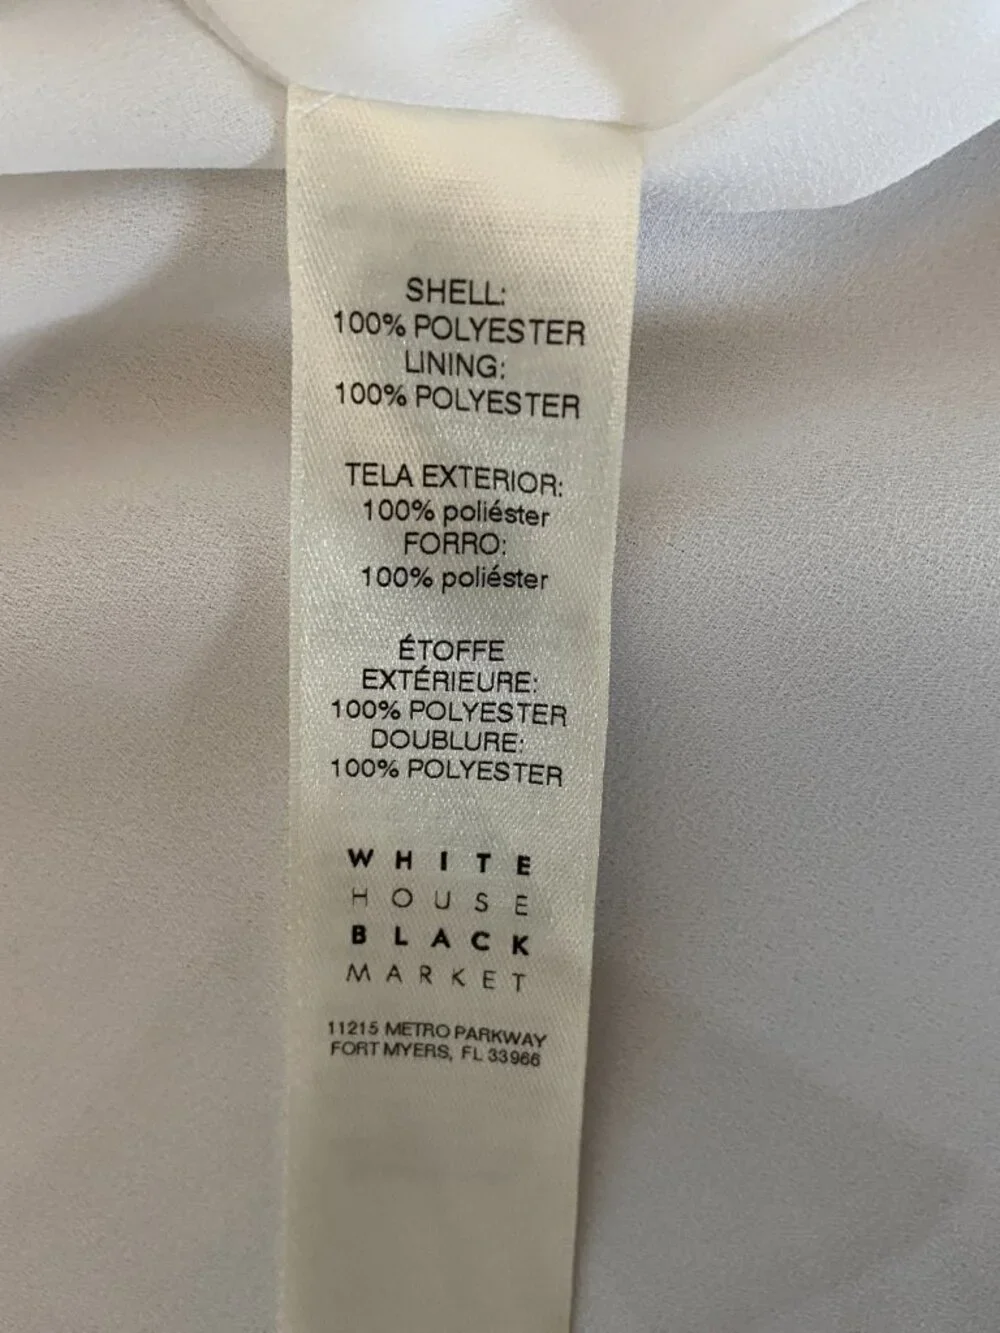 SHELL:
100% POLYESTER
LINING:
100% POLYESTER
TELA EXTERIOR:
100% poliéster
FORRO:
100% poliéster
ÉTOFFE
EXTÉRIEURE:
100% POLYESTER
DOUBLURE:
100% POLYESTER
WHITE
HOUSE
BLACK
MARKET
11215 METRO PARKWAY
FORT MYERS, FL 33966